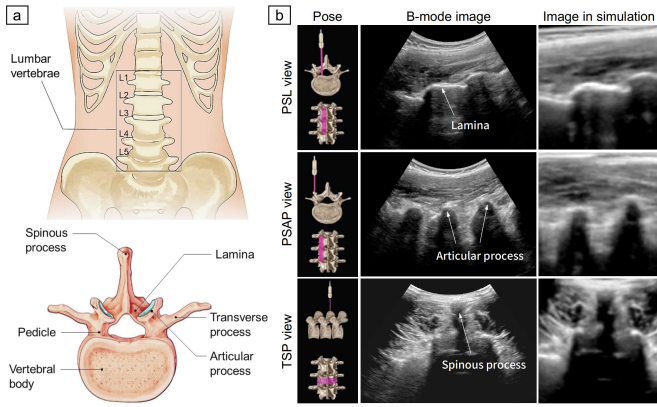 a
Lumbar
vertebrae
L1
L2
L3
L4
L5
Spinous
process
Lamina
Transverse
process
Pedicle
Articular
process
Vertebral
body
b
Pose
B-mode image
Image in simulation
PSL view
Lamina
PSAP view
Articular process
TSP view
Spinous process